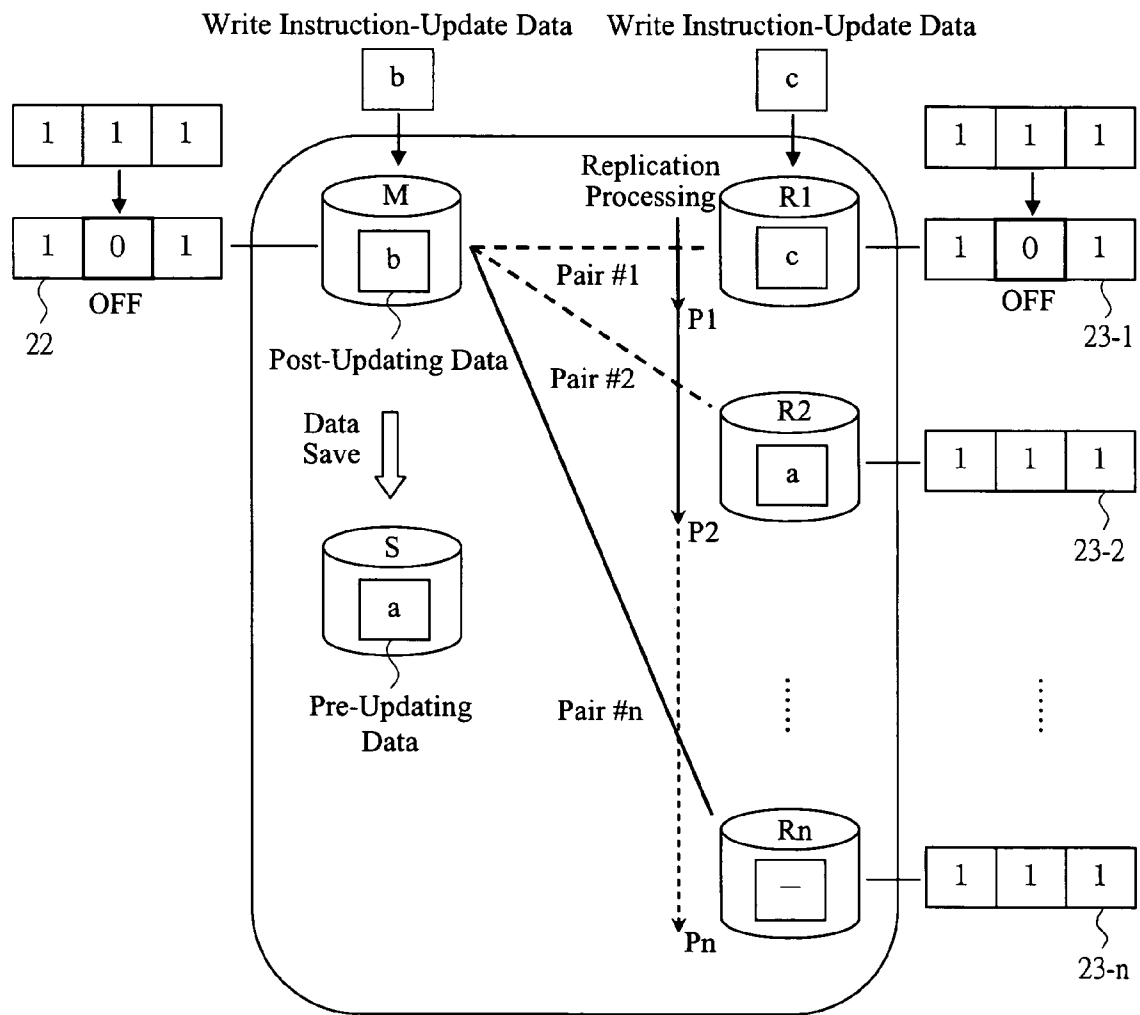 Write Instruction-Update Data Write Instruction-Update Data
b c
1 1 1 1 1 1
Replication
Processing
M R1
1 0 1 b c 1 0 1
OFF OFF
22 23-1
Pair #1
P1
Post-Updating Data
Pair #2
R2
Data
Save
a 1 1 1
P2 23-2
S
a
Pre-Updating
Data
Pair #n
Rn
— 1 1 1
Pn
23-n